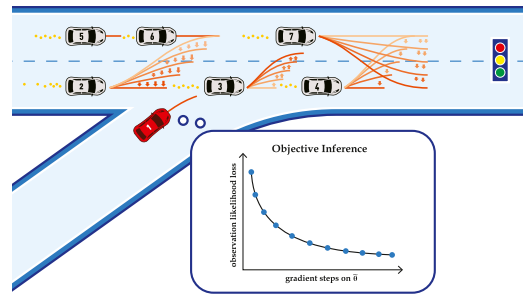 5
6
7
2
3
4
1
Objective Inference
observation likelihood loss
gradient steps on θ̅